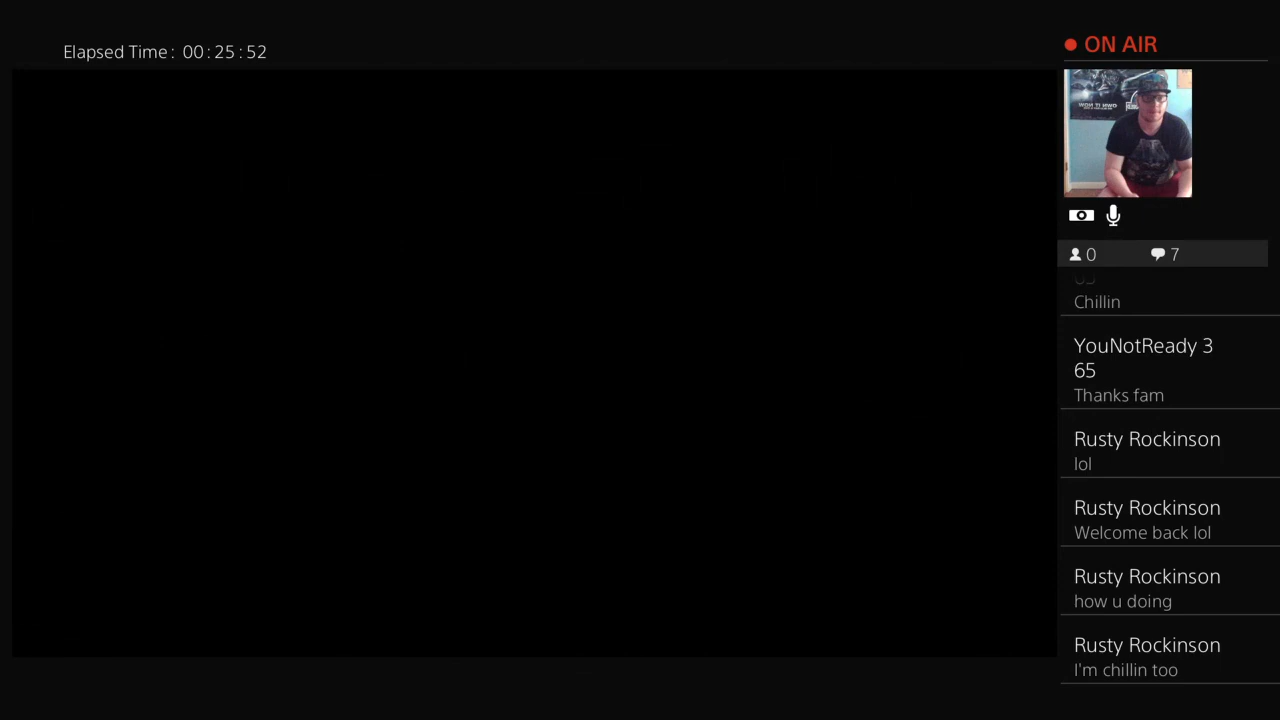 Elapsed Time: 00:25:52
ON AIR
0
7
Chillin
YouNotReady 3
65
Thanks fam
Rusty Rockinson
lol
Rusty Rockinson
Welcome back lol
Rusty Rockinson
how u doing
Rusty Rockinson
I'm chillin too